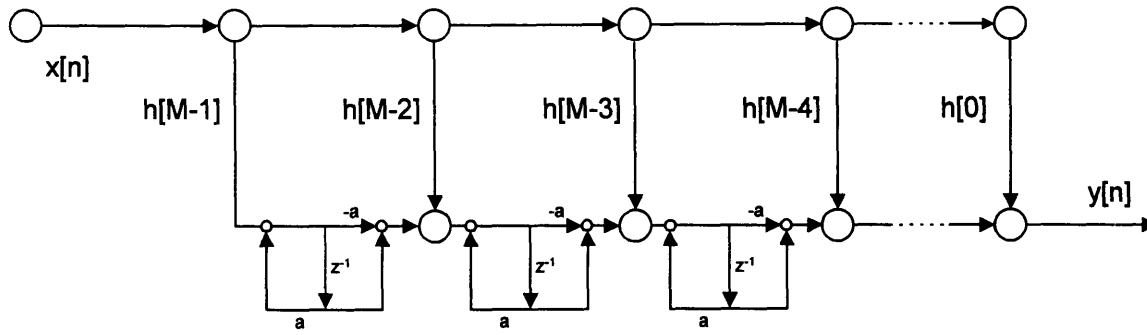 x[n]
h[M-1] h[M-2] h[M-3] h[M-4] h[0]
y[n]
-a -a -a
z⁻¹ z⁻¹ z⁻¹
a a a